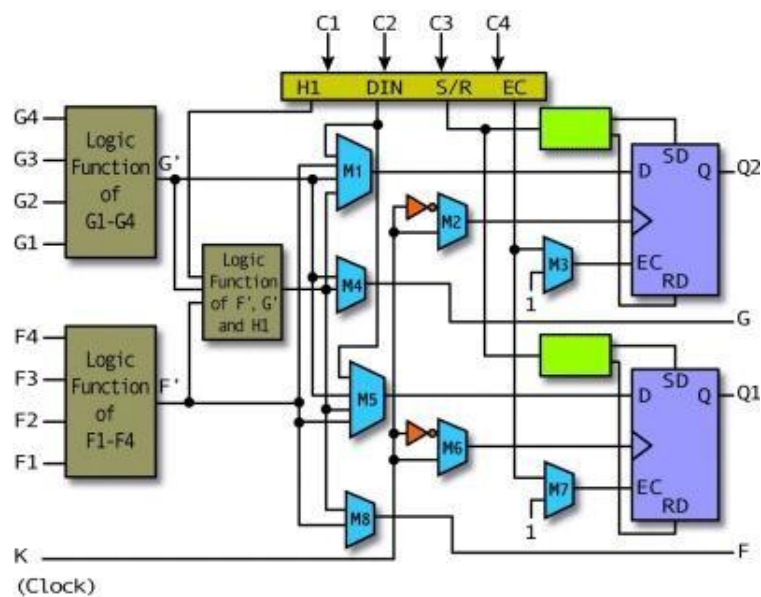 C1 C2 C3 C4
H1 DIN S/R EC
G4
G3
G2
G1
Logic
Function
of
G1-G4
G'
M1
M2
M3
1
D
SD
Q
EC
RD
Q2
Logic
Function
of F', G'
and H1
M4
G
F4
F3
F2
F1
Logic
Function
of
F1-F4
F'
M5
M6
M7
1
D
SD
Q
EC
RD
Q1
M8
F
K
(Clock)